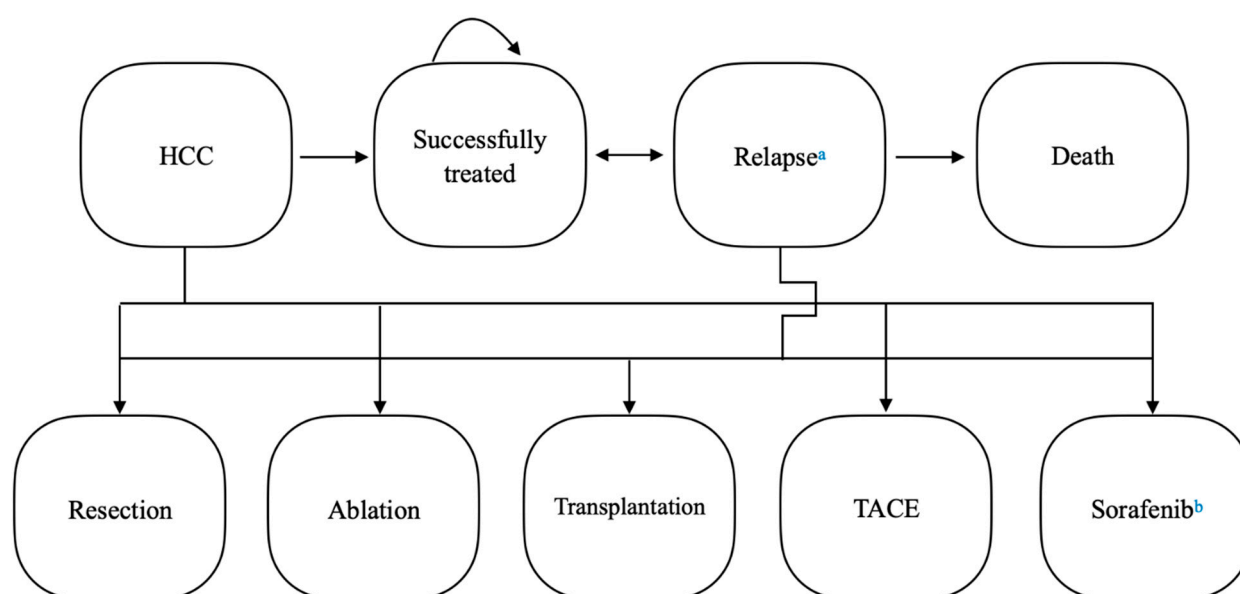 HCC
Successfully
treated
Relapseᵃ
Death
Resection
Ablation
Transplantation
TACE
Sorafenibᵇ